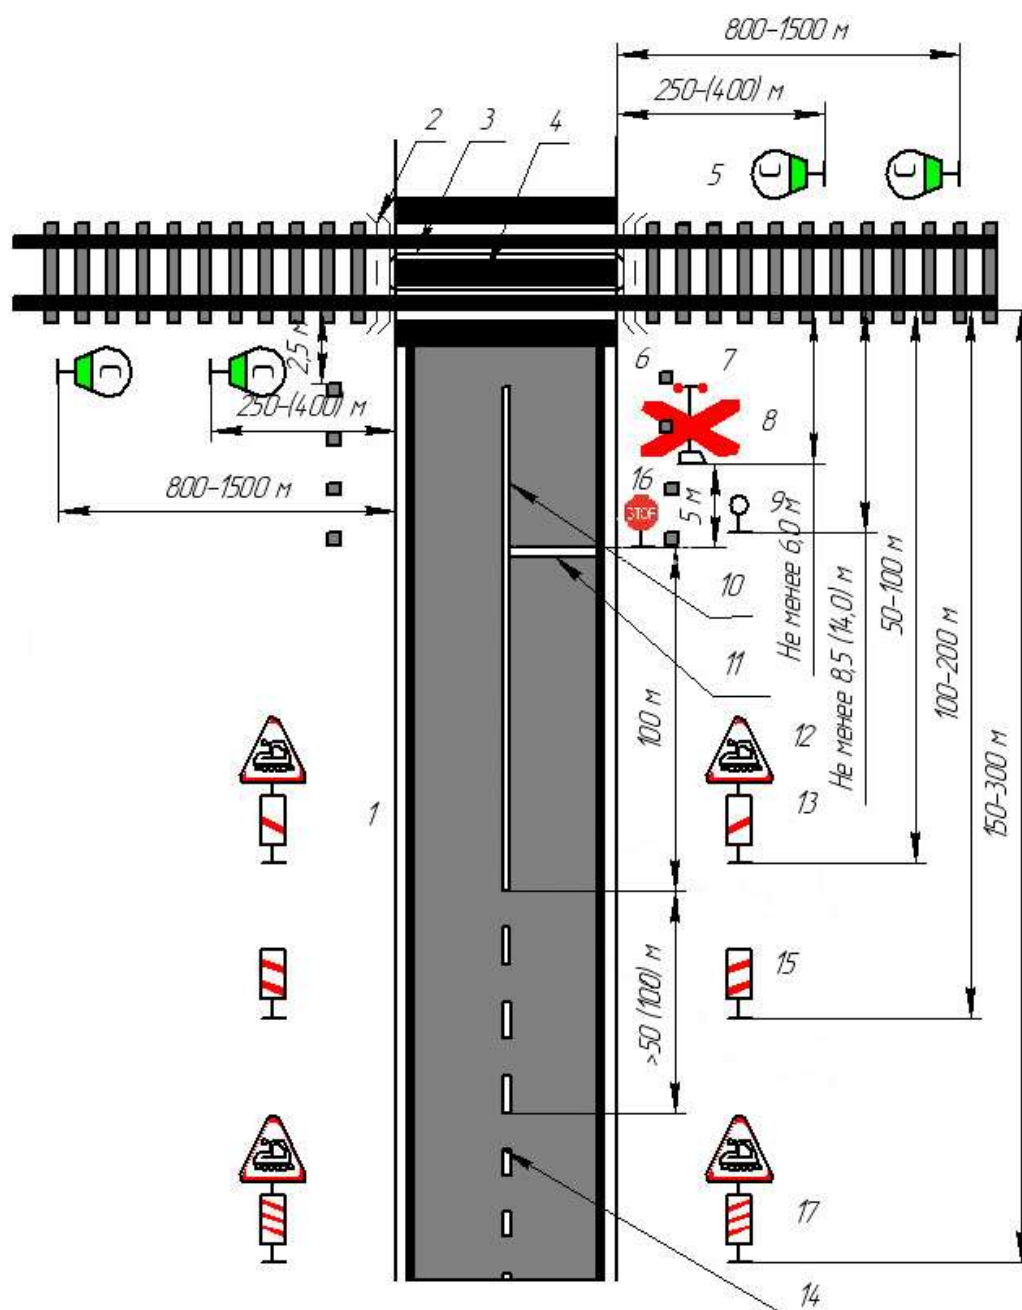 800-1500 м
250-(400) м
2
3
4
5
С
С
2,5 м
6
7
С
С
250-(400) м
8
800-1500 м
16
STOP
5 м
9
Не менее 6,0 м
Не менее 8,5 (14,0) м
50-100 м
100-200 м
150-300 м
10
11
100 м
12
13
1
>50 (100) м
15
17
14